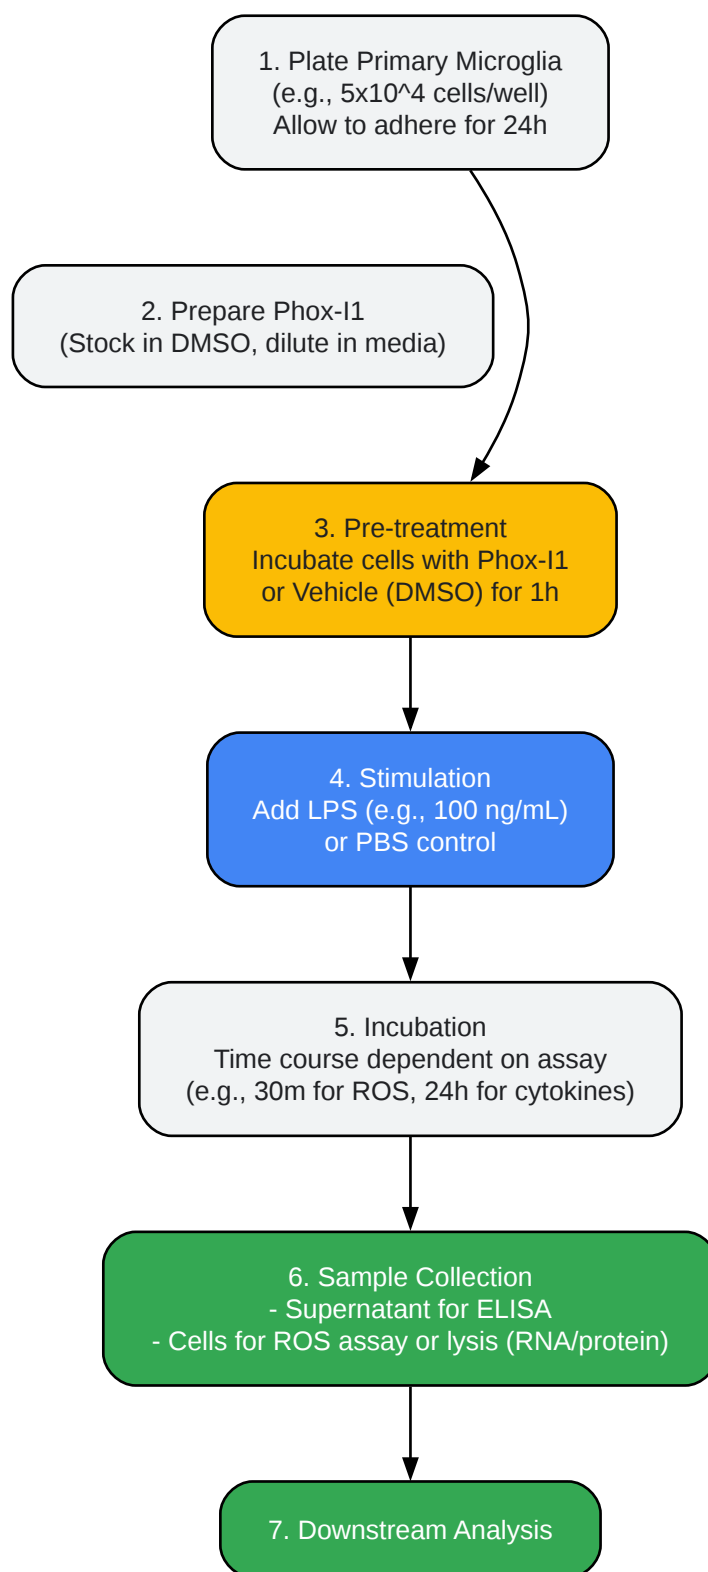 1. Plate Primary Microglia
(e.g., 5x10^4 cells/well)
Allow to adhere for 24h
2. Prepare Phox-I1
(Stock in DMSO, dilute in media)
3. Pre-treatment
Incubate cells with Phox-I1
or Vehicle (DMSO) for 1h
4. Stimulation
Add LPS (e.g., 100 ng/mL)
or PBS control
5. Incubation
Time course dependent on assay
(e.g., 30m for ROS, 24h for cytokines)
6. Sample Collection
- Supernatant for ELISA
- Cells for ROS assay or lysis (RNA/protein)
7. Downstream Analysis